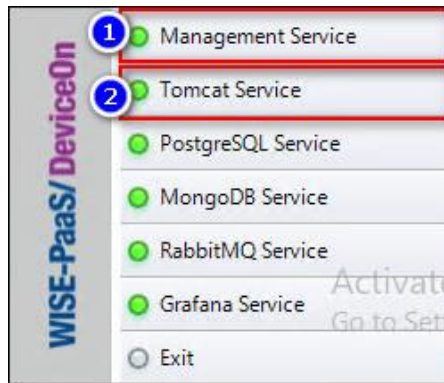 WISE-PaaS/DeviceOn
1 Management Service
2 Tomcat Service
PostgreSQL Service
MongoDB Service
RabbitMQ Service
Grafana Service
Exit
Activate
Go to Set